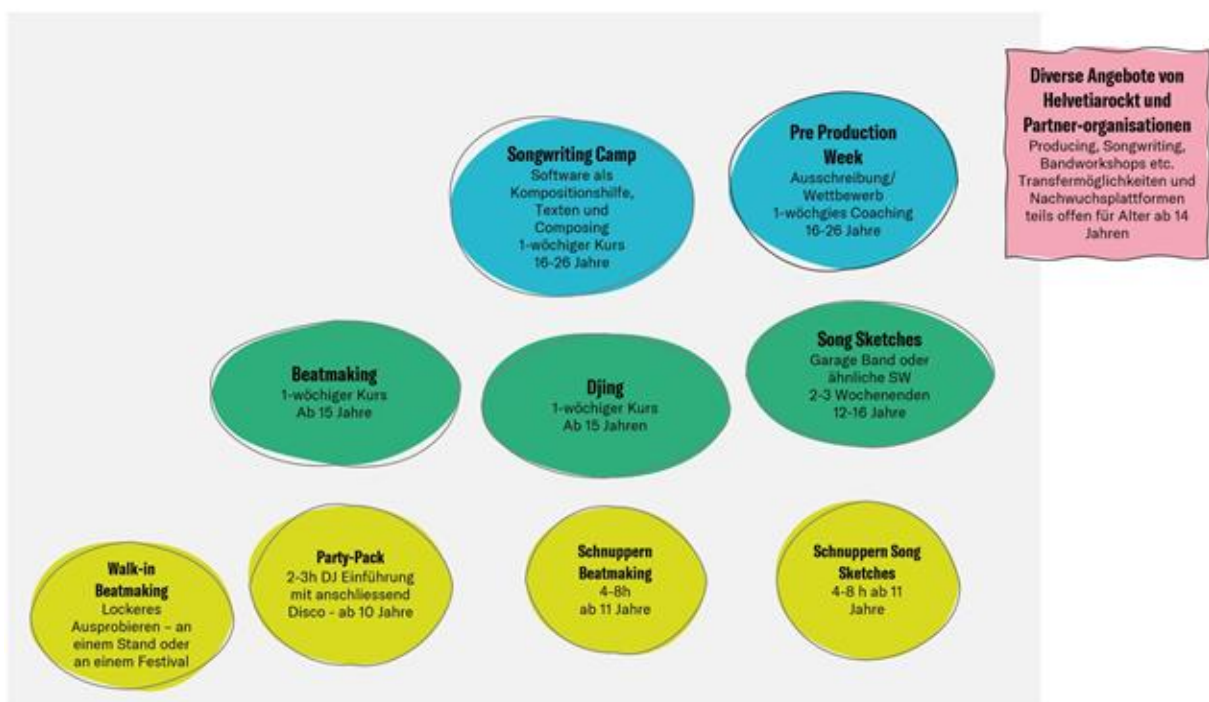 Diverse Angebote von
Helvetiarockt und
Partner-organisationen
Producing, Songwriting,
Bandworkshops etc.
Transfermöglichkeiten und
Nachwuchsplattformen
teils offen für Alter ab 14
Jahren
Songwriting Camp
Software als
Kompositionshilfe,
Texten und
Composing
1-wöchiger Kurs
16-26 Jahre
Pre Production
Week
Ausschreibung/
Wettbewerb
1-wöchgies Coaching
16-26 Jahre
Beatmaking
1-wöchiger Kurs
Ab 15 Jahre
Djing
1-wöchiger Kurs
Ab 15 Jahren
Song Sketches
Garage Band oder
ähnliche SW
2-3 Wochenenden
12-16 Jahre
Walk-in
Beatmaking
Lockeres
Ausprobieren – an
einem Stand oder
an einem Festival
Party-Pack
2-3h DJ Einführung
mit anschliessend
Disco - ab 10 Jahre
Schnuppern
Beatmaking
4-8h
ab 11 Jahre
Schnuppern Song
Sketches
4-8 h ab 11
Jahre